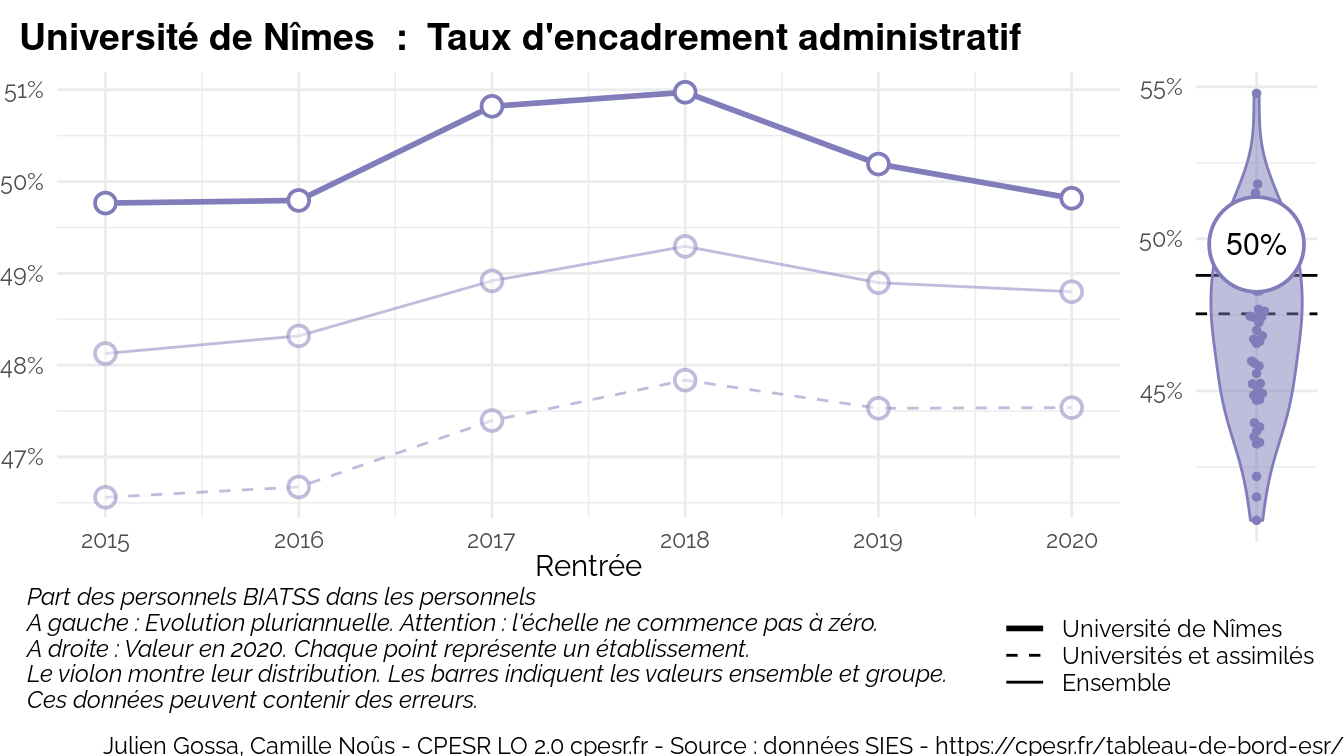 Université de Nîmes : Taux d'encadrement administratif
51%
50%
49%
48%
47%
2015 2016 2017 2018 2019 2020
Rentrée
55%
50%
45%
50%
Part des personnels BIATSS dans les personnels
A gauche : Evolution pluriannuelle. Attention : l'échelle ne commence pas à zéro.
A droite : Valeur en 2020. Chaque point représente un établissement.
Le violon montre leur distribution. Les barres indiquent les valeurs ensemble et groupe.
Ces données peuvent contenir des erreurs.
Université de Nîmes
Universités et assimilés
Ensemble
Julien Gossa, Camille Noûs - CPESR LO 2.0 cpesr.fr - Source : données SIES - https://cpesr.fr/tableau-de-bord-esr/